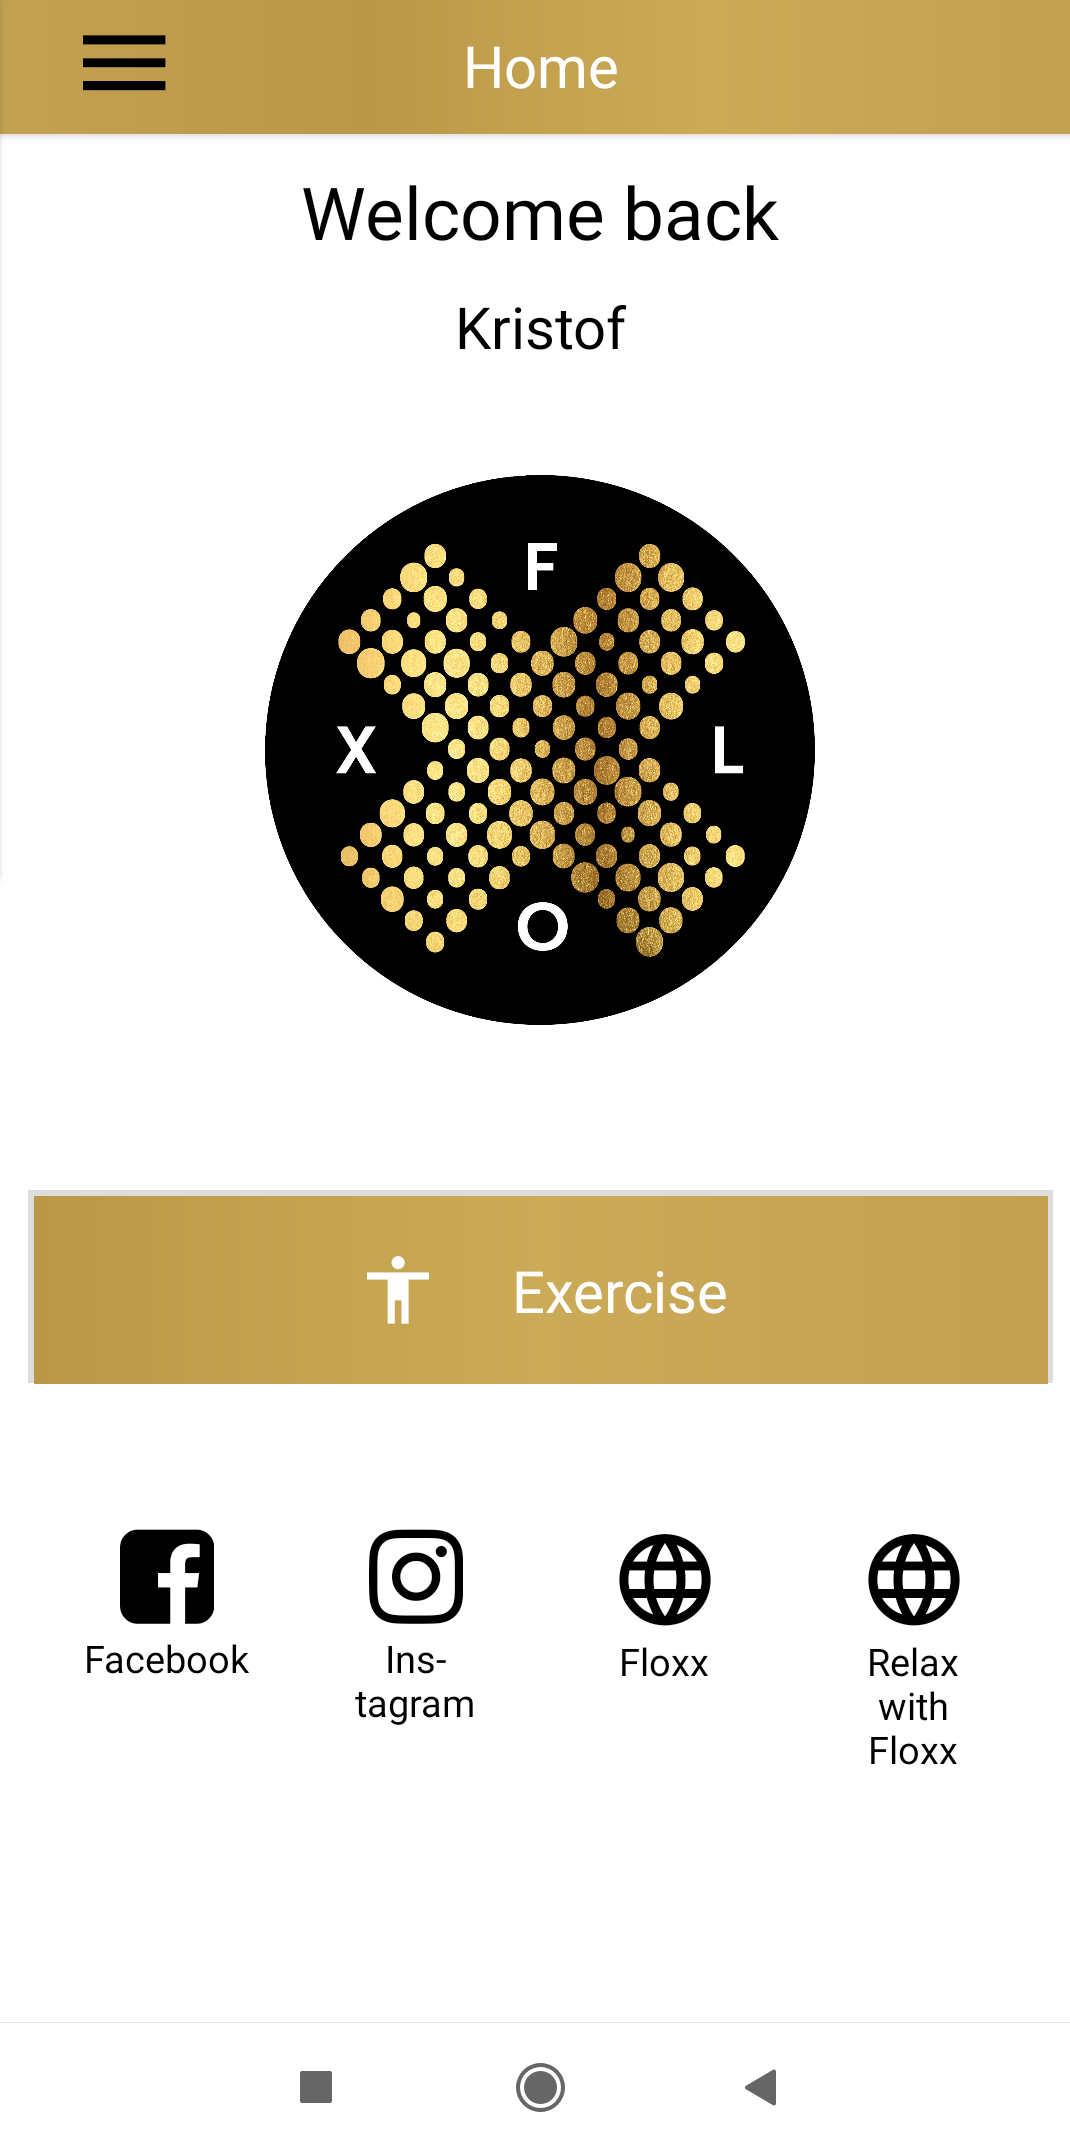 Home
Welcome back
Kristof
F
X L
O
Exercise
Facebook
Ins-
tagram
Floxx
Relax
with
Floxx